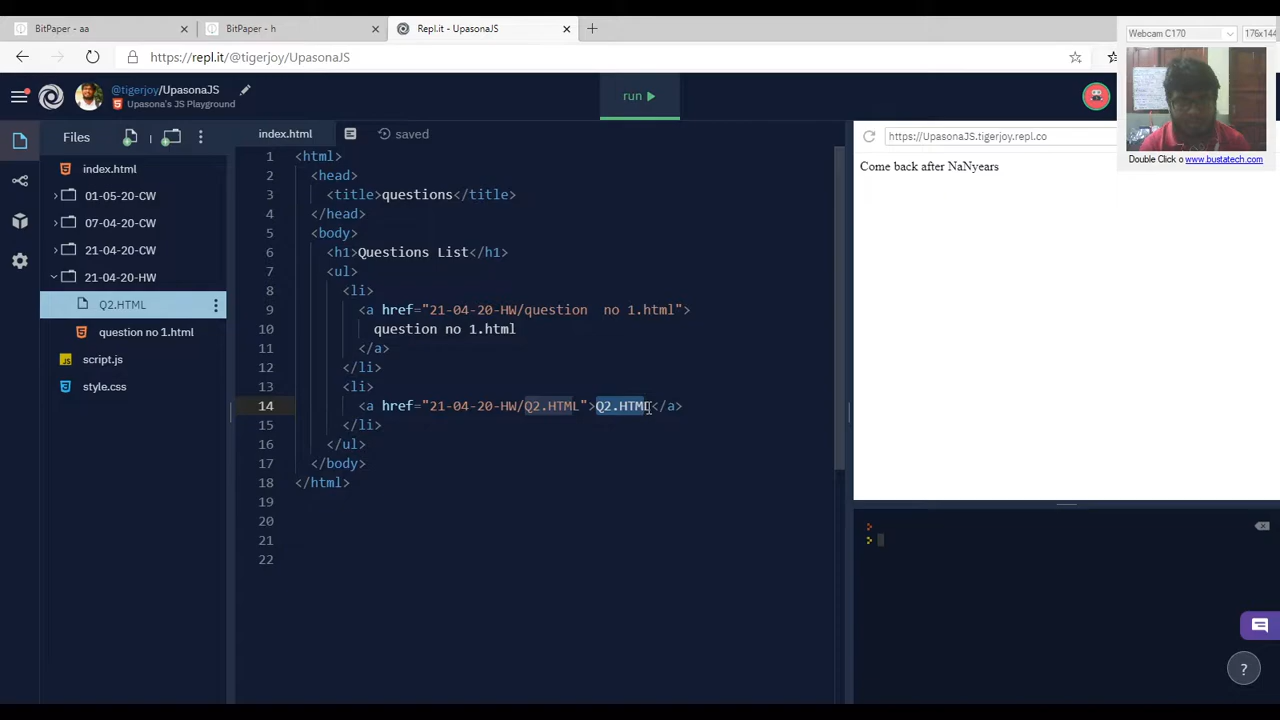 BitPaper - aa
BitPaper - h
Repl.it - UpasonaJS
https://repl.it/@tigerjoy/UpasonaJS
Webcam C170
176x144
@tigerjoy/UpasonaJS
Upasona's JS Playground
run
Double Click o www.bustatech.com
Files
index.html
saved
https://UpasonaJS.tigerjoy.repl.co
Come back after NaNyears
index.html
01-05-20-CW
07-04-20-CW
21-04-20-CW
21-04-20-HW
Q2.HTML
question no 1.html
script.js
style.css
1 <html>
2 <head>
3 <title>questions</title>
4 </head>
5 <body>
6 <h1>Questions List</h1>
7 <ul>
8 <li>
9 <a href="21-04-20-HW/question  no 1.html">
10 question no 1.html
11 </a>
12 </li>
13 <li>
14 <a href="21-04-20-HW/Q2.HTML">Q2.HTML</a>
15 </li>
16 </ul>
17 </body>
18 </html>
19
20
21
22